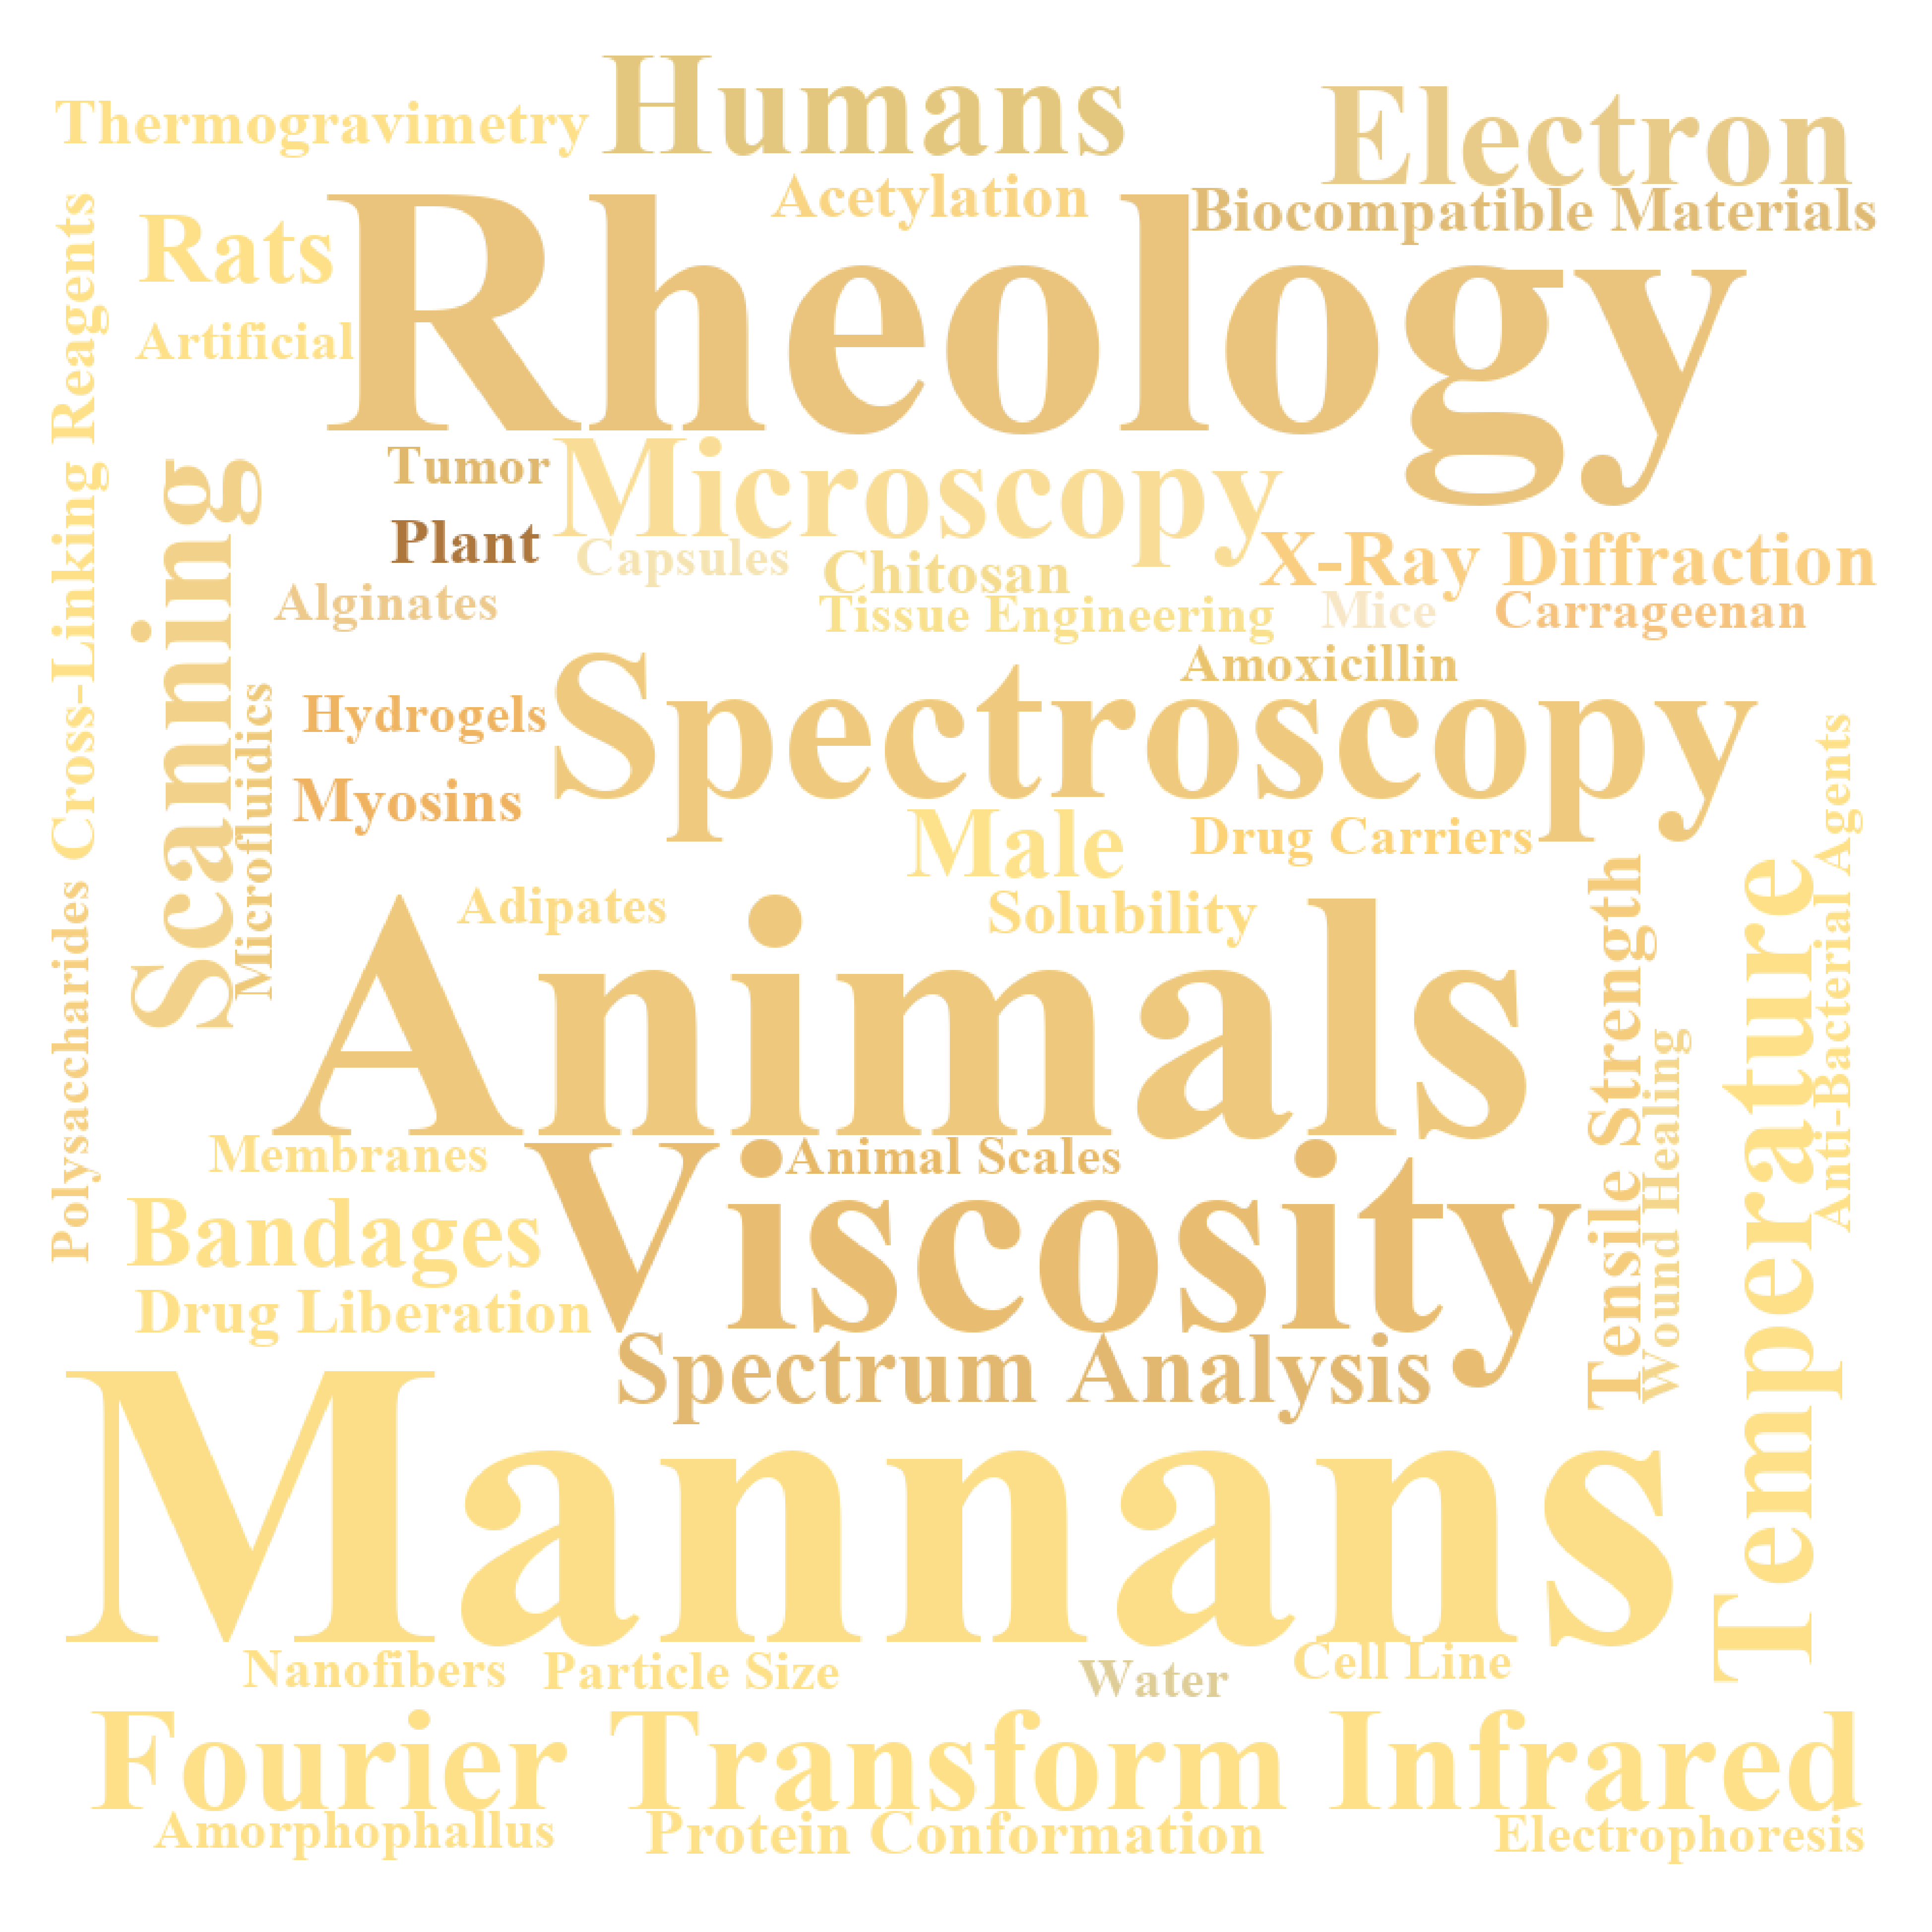 Humans
Electron
Thermogravimetry
Acetylation
Biocompatible Materials
Rats
Rheology
Artificial
Cross-Linking Reagents
Tumor
Microscopy
Plant
Capsules
Chitosan
X-Ray Diffraction
Alginates
Tissue Engineering
Mice
Carrageenan
Scanning
Amoxicillin
Hydrogels
Spectroscopy
Microfluidics
Myosins
Male
Drug Carriers
Adipates
Solubility
Animals
Tensile Strength
Temperature
Anti-Bacterial Agents
Polysaccharides
Wound Healing
Membranes
Animal Scales
Bandages
Viscosity
Drug Liberation
Spectrum Analysis
Mannans
Nanofibers
Particle Size
Water
Cell Line
Fourier Transform Infrared
Amorphophallus
Protein Conformation
Electrophoresis